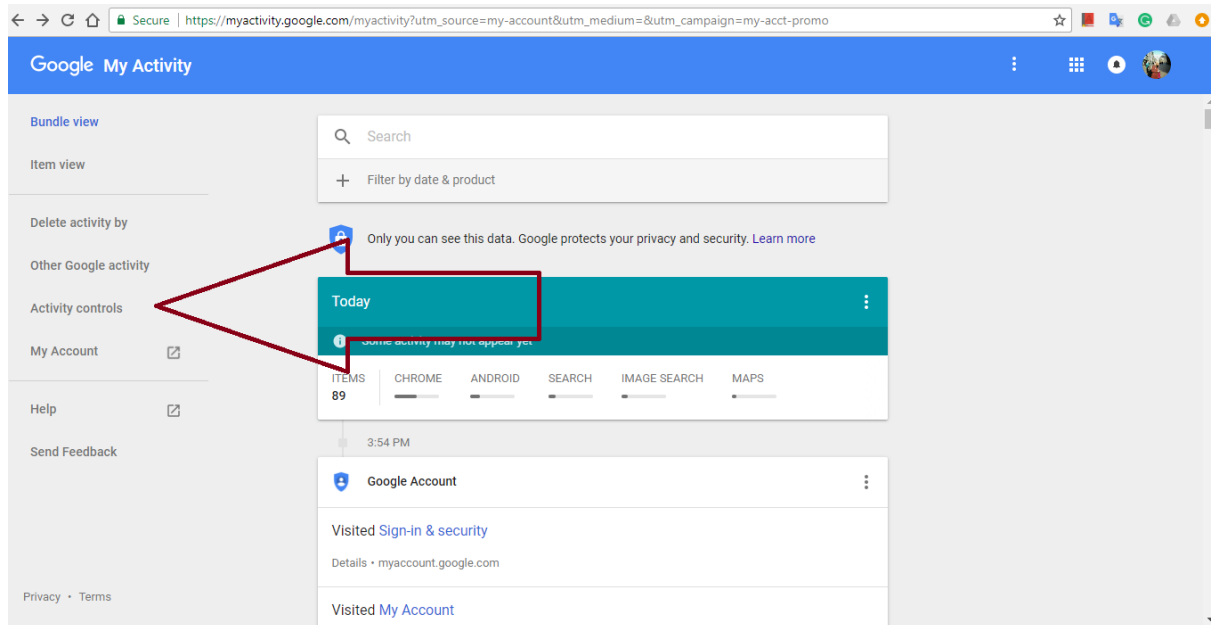 Secure
https://myactivity.google.com/myactivity?utm_source=my-account&utm_medium=&utm_campaign=my-acct-promo
Google My Activity
Bundle view
Item view
Delete activity by
Other Google activity
Activity controls
My Account
Help
Send Feedback
Privacy • Terms
Search
Filter by date & product
Only you can see this data. Google protects your privacy and security. Learn more
Today
Some activity may not appear yet
ITEMS CHROME ANDROID SEARCH IMAGE SEARCH MAPS
89
3:54 PM
Google Account
Visited Sign-in & security
Details • myaccount.google.com
Visited My Account